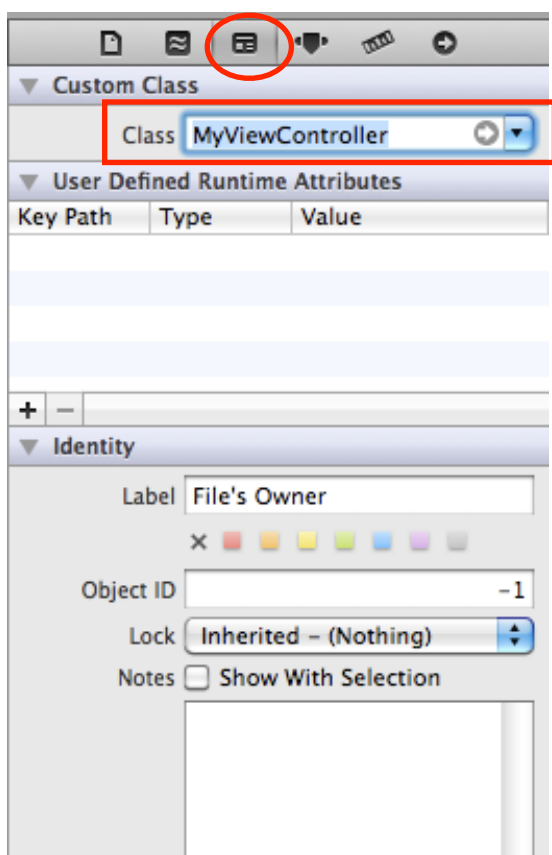 Custom Class
Class MyViewController
User Defined Runtime Attributes
Key Path Type Value
Identity
Label File's Owner
Object ID -1
Lock Inherited - (Nothing)
Notes Show With Selection